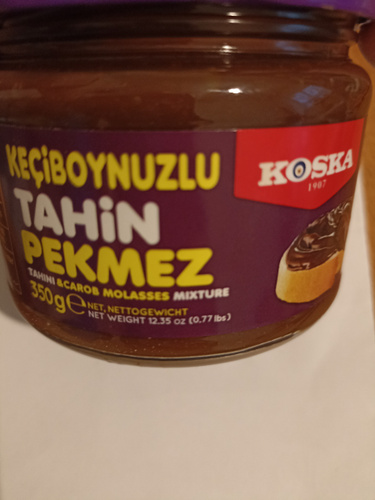 KEÇİBOYNUZLU
TAHİN
PEKMEZ
TAHINI & CAROB MOLASSES MIXTURE
350g℮ NET, NETTOGEWICHT
NET WEIGHT 12.35 oz (0.77 lbs)
KOSKA
1907